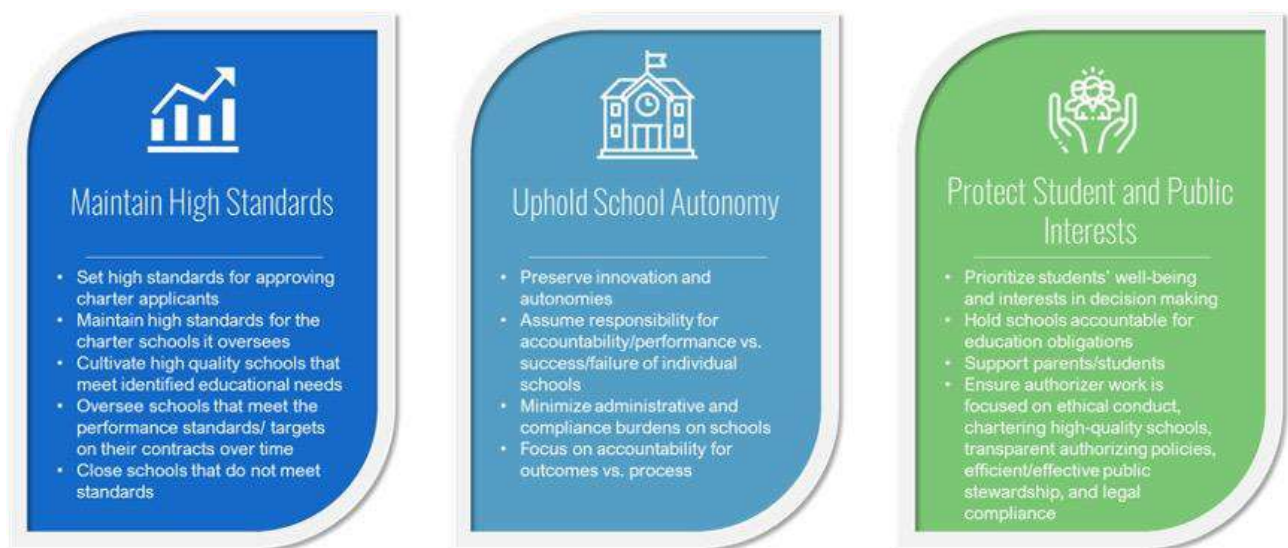 Maintain High Standards
• Set high standards for approving
charter applicants
• Maintain high standards for the
charter schools it oversees
• Cultivate high quality schools that
meet identified educational needs
• Oversee schools that meet the
performance standards/ targets
on their contracts over time
• Close schools that do not meet
standards
Uphold School Autonomy
• Preserve innovation and
autonomies
• Assume responsibility for
accountability/performance vs.
success/failure of individual
schools
• Minimize administrative and
compliance burdens on schools
• Focus on accountability for
outcomes vs. process
Protect Student and Public
Interests
• Prioritize students' well-being
and interests in decision making
• Hold schools accountable for
education obligations
• Support parents/students
• Ensure authorizer work is
focused on ethical conduct,
chartering high-quality schools,
transparent authorizing policies,
efficient/effective public
stewardship, and legal
compliance